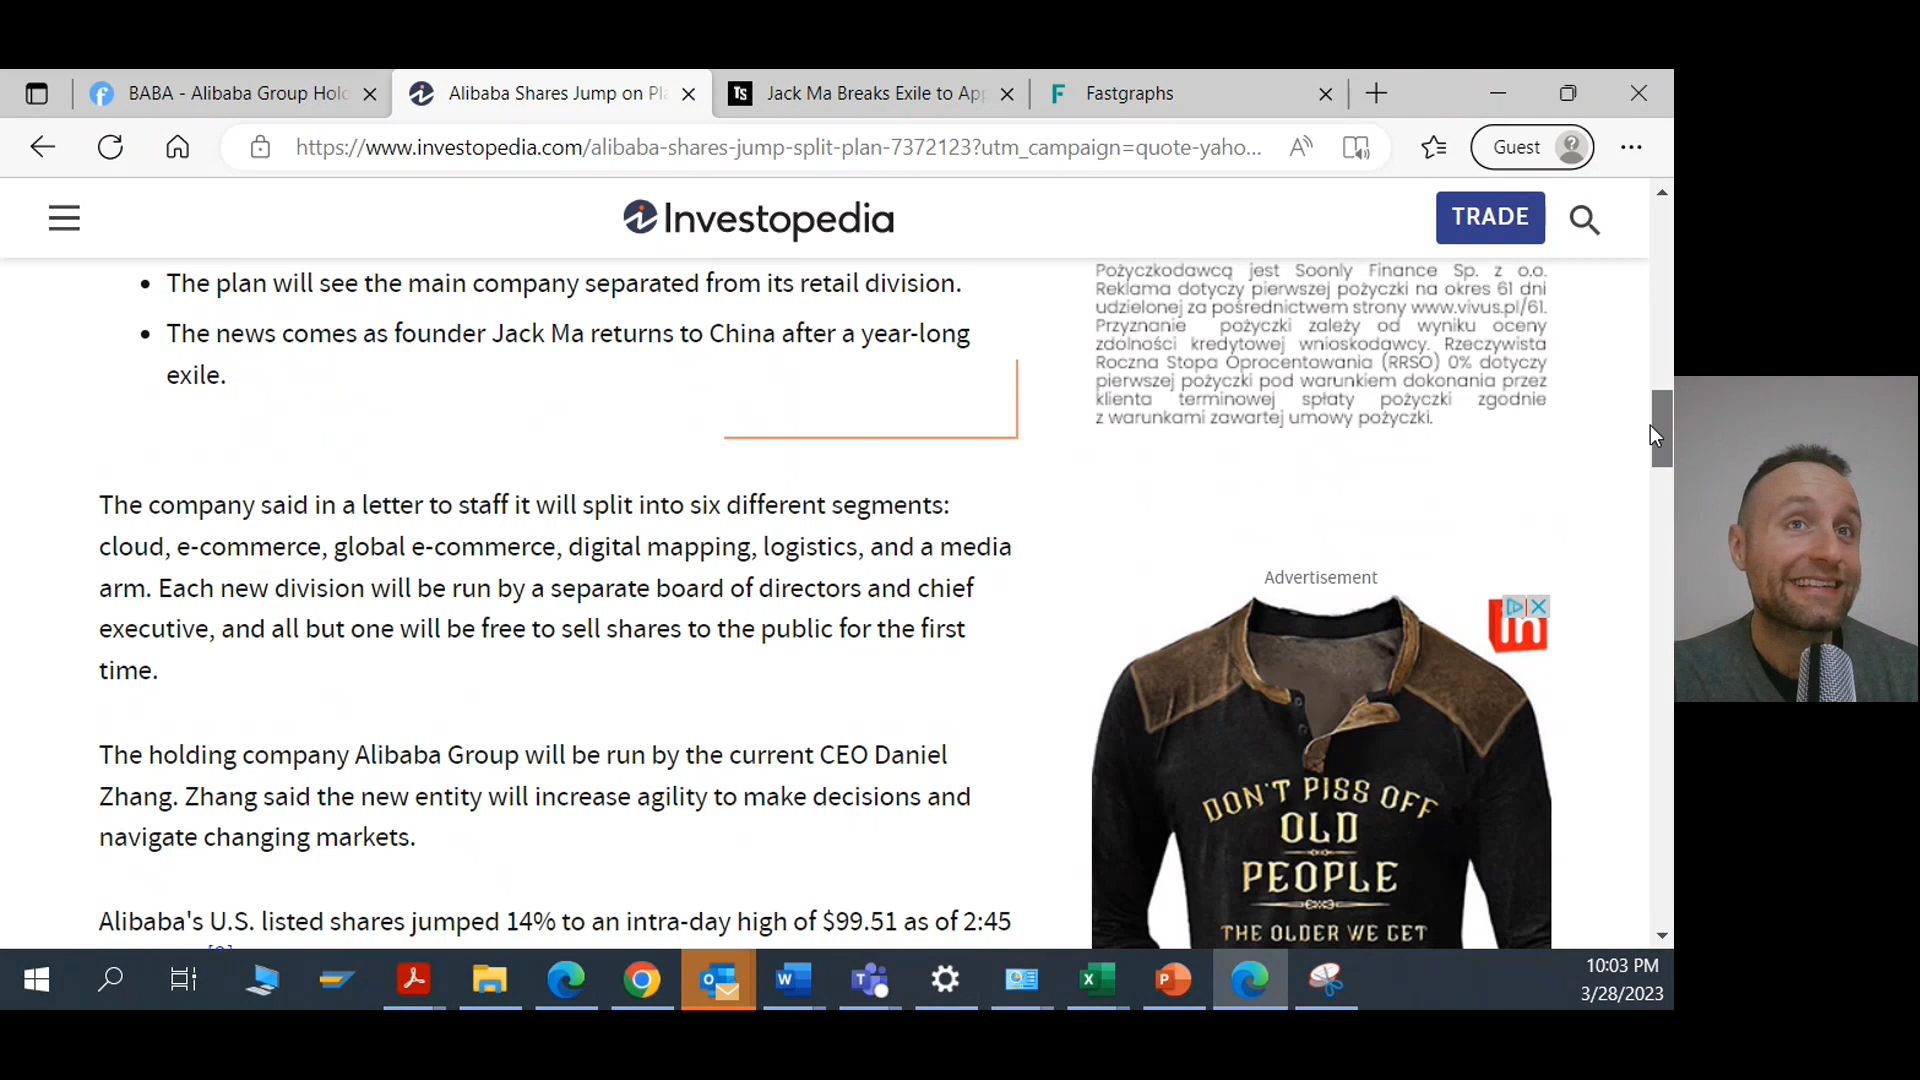 BABA - Alibaba Group Holo
Alibaba Shares Jump on Pla
Ts
Jack Ma Breaks Exile to App
F
Fastgraphs
https://www.investopedia.com/alibaba-shares-jump-split-plan-7372123?utm_campaign=quote-yaho...
Guest
Investopedia
TRADE
The plan will see the main company separated from its retail division.
The news comes as founder Jack Ma returns to China after a year-long
exile.
Pożyczkodawcą jest Soonly Finance Sp. z o.o.
Reklama dotyczy pierwszej pożyczki na okres 61 dni
udzielonej za pośrednictwem strony www.vivus.pl/61.
Przyznanie pożyczki zależy od wyniku oceny
zdolności kredytowej wnioskodawcy. Rzeczywista
Roczna Stopa Oprocentowania (RRSO) 0% dotyczy
pierwszej pożyczki pod warunkiem dokonania przez
klienta terminowej spłaty pożyczki zgodnie
z warunkami zawartej umowy pożyczki.
The company said in a letter to staff it will split into six different segments:
cloud, e-commerce, global e-commerce, digital mapping, logistics, and a media
arm. Each new division will be run by a separate board of directors and chief
executive, and all but one will be free to sell shares to the public for the first
time.
The holding company Alibaba Group will be run by the current CEO Daniel
Zhang. Zhang said the new entity will increase agility to make decisions and
navigate changing markets.
Alibaba's U.S. listed shares jumped 14% to an intra-day high of $99.51 as of 2:45
Advertisement
in
DON'T PISS OFF
OLD
PEOPLE
THE OLDER WE GET
10:03 PM
3/28/2023